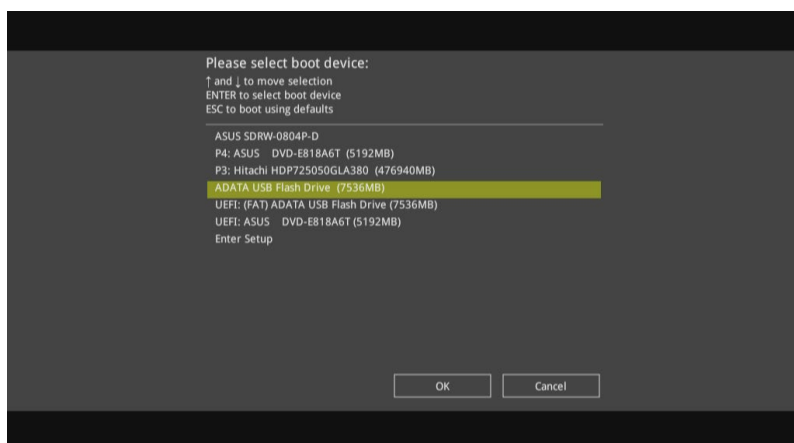 Please select boot device:
↑ and ↓ to move selection
ENTER to select boot device
ESC to boot using defaults
ASUS SDRW-0804P-D
P4: ASUS DVD-E818A6T (5192MB)
P3: Hitachi HDP725050GLA380 (476940MB)
ADATA USB Flash Drive (7536MB)
UEFI: (FAT) ADATA USB Flash Drive (7536MB)
UEFI: ASUS DVD-E818A6T (5192MB)
Enter Setup
OK Cancel